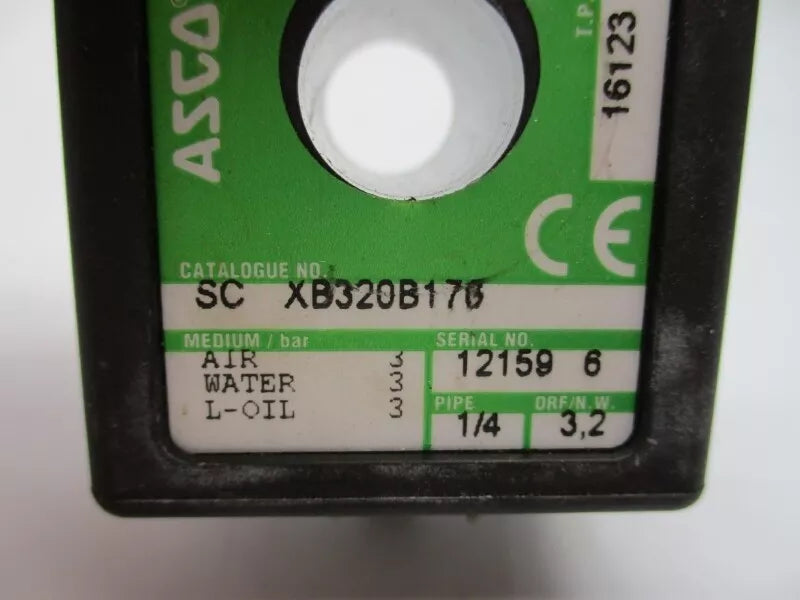 ASCO®
I.P.
16123
CE
CATALOGUE NO.
SC XB320B176
MEDIUM / bar
AIR 3
WATER 3
L-OIL 3
SERIAL NO.
12159 6
PIPE
1/4
ORF/N.W.
3,2